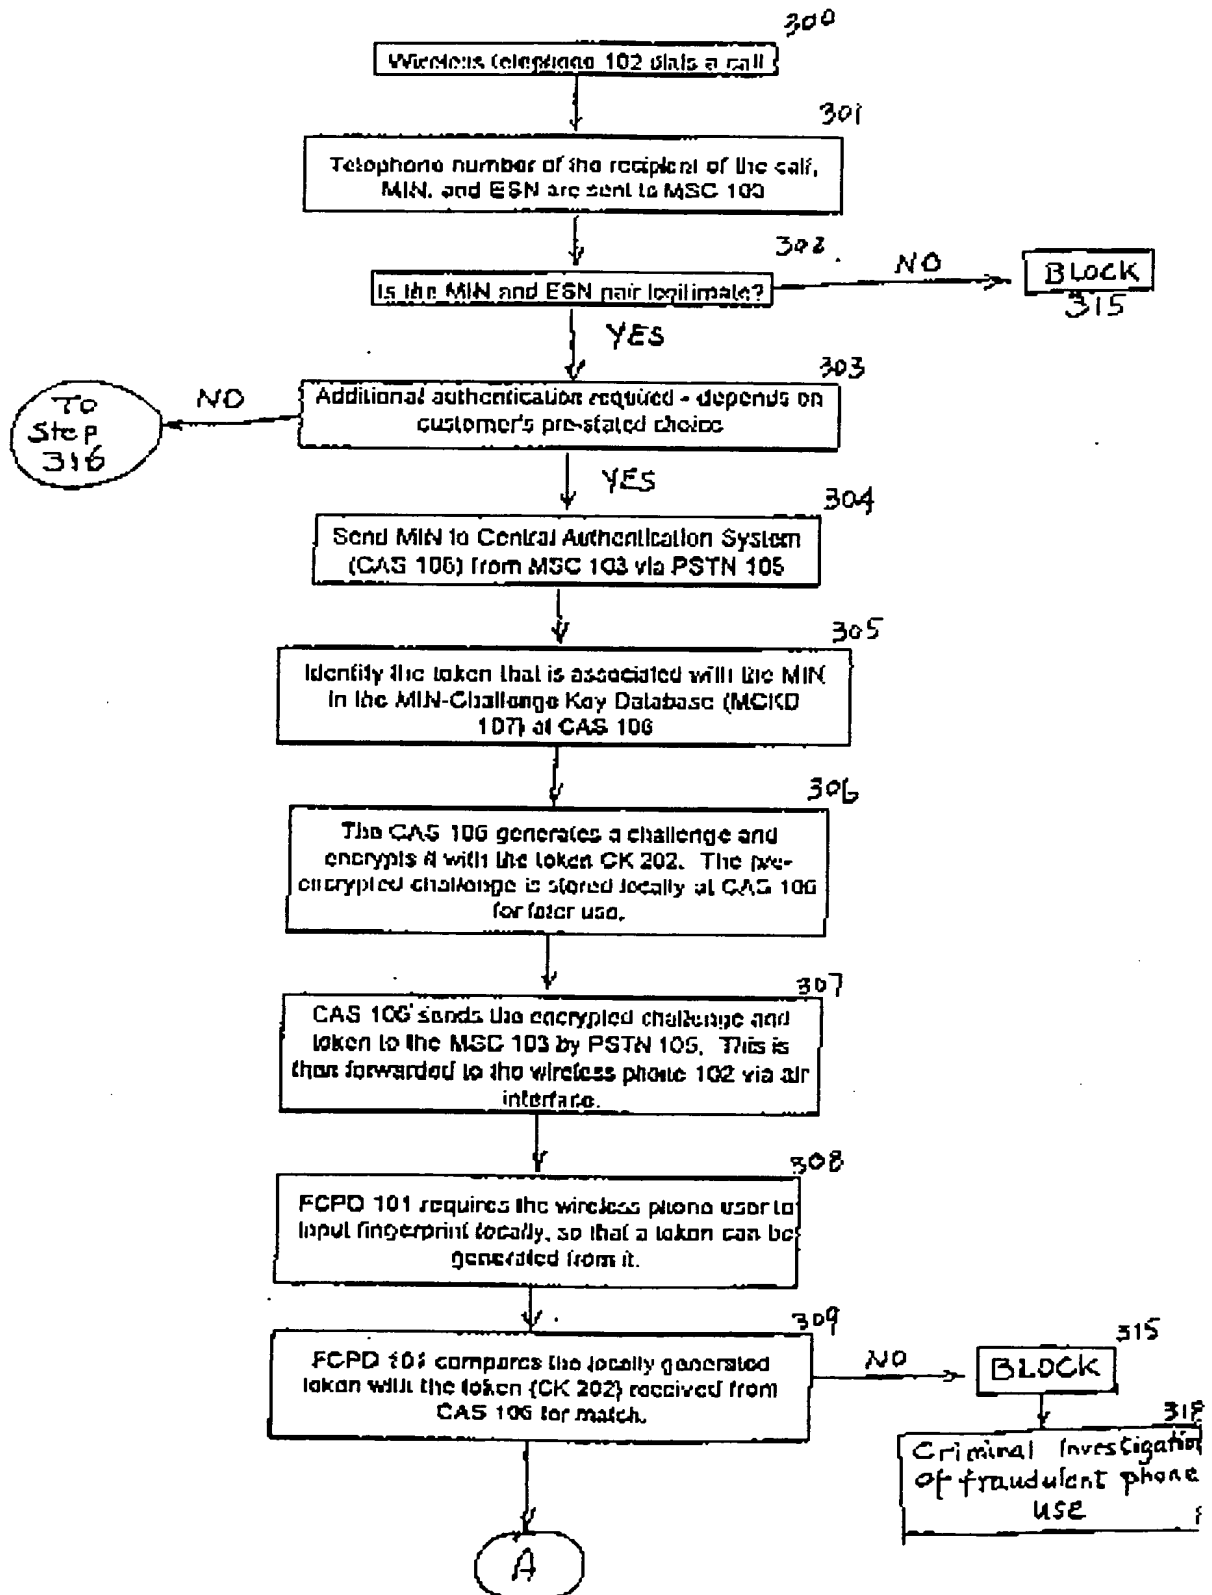 300
Wireless telephone 102 dials a call
301
Telephone number of the recipient of the call,
MIN, and ESN are sent to MSC 103
302
Is the MIN and ESN pair legitimate?
NO
BLOCK
315
YES
303
Additional authentication required - depends on
customer's pre-stated choice
NO
To
Step
316
YES
304
Send MIN to Central Authentication System
(CAS 106) from MSC 103 via PSTN 105
305
Identify the token that is associated with the MIN
in the MIN-Challenge Key Database (MCKD
107) at CAS 106
306
The CAS 106 generates a challenge and
encrypts it with the token CK 202. The pre-
encrypted challenge is stored locally at CAS 106
for later use.
307
CAS 106 sends the encrypted challenge and
token to the MSC 103 by PSTN 105. This is
then forwarded to the wireless phone 102 via air
interface.
308
FCPD 101 requires the wireless phone user to
input fingerprint locally, so that a token can be
generated from it.
309
FCPD 101 compares the locally generated
token with the token (CK 202) received from
CAS 106 for match.
NO
BLOCK
315
Criminal Investigation
of fraudulent phone
use
A